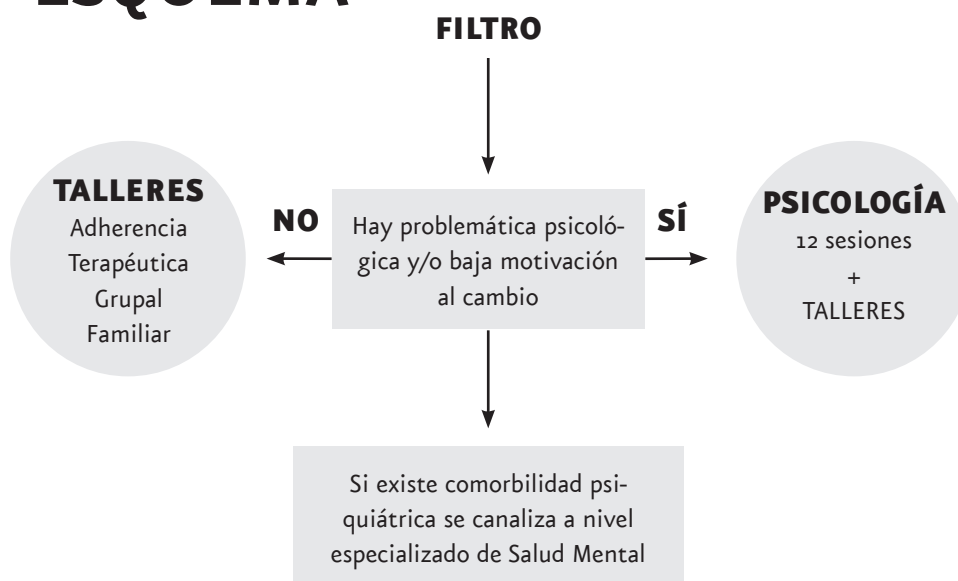 ESQUEMA
FILTRO
TALLERES
Adherencia
Terapéutica
Grupal
Familiar
NO
Hay problemática psicoló-
gica y/o baja motivación
al cambio
SÍ
PSICOLOGÍA
12 sesiones
+
TALLERES
Si existe comorbilidad psi-
quiátrica se canaliza a nivel
especializado de Salud Mental